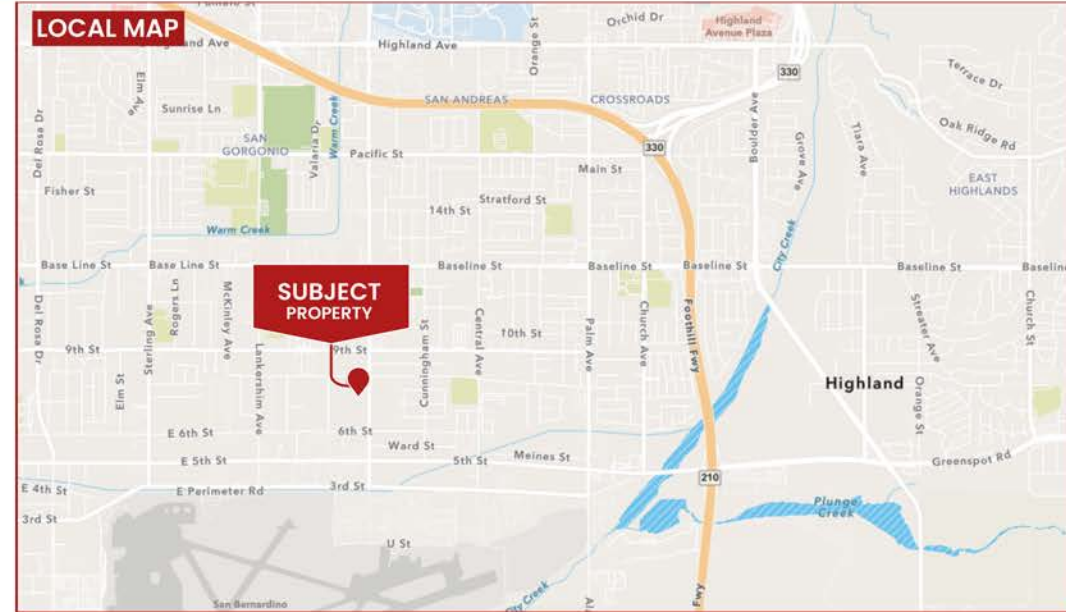 LOCAL MAP
Highland Ave
Orange St
Orchid Dr
Highland
Avenue Plaza
330
Elm Ave
Sunrise Ln
SAN ANDREAS
CROSSROADS
Terrace Dr
Del Rosa Dr
SAN
GORGONIO
Valaria Dr
Warm Creek
Pacific St
330
Main St
Boulder Ave
Grove Ave
Tiara Ave
Oak Ridge Rd
EAST
HIGHLANDS
Fisher St
Stratford St
14th St
Warm Creek
City Creek
Base Line St
Base Line St
Baseline St
Baseline St
Baseline St
Baseline St
SUBJECT
PROPERTY
Del Rosa Dr
Sterling Ave
Rogers Ln
McKinley Ave
Lankershim Ave
Cunningham St
Central Ave
10th St
Palm Ave
Church Ave
Foothill Fwy
Streater Ave
Church St
9th St
9th St
Elm St
Highland
Orange St
E 6th St
6th St
Ward St
E 5th St
5th St
Meines St
Greenspot Rd
E 4th St
E Perimeter Rd
3rd St
210
Plunge
Creek
3rd St
U St
San Bernardino
City Creek
Fwy